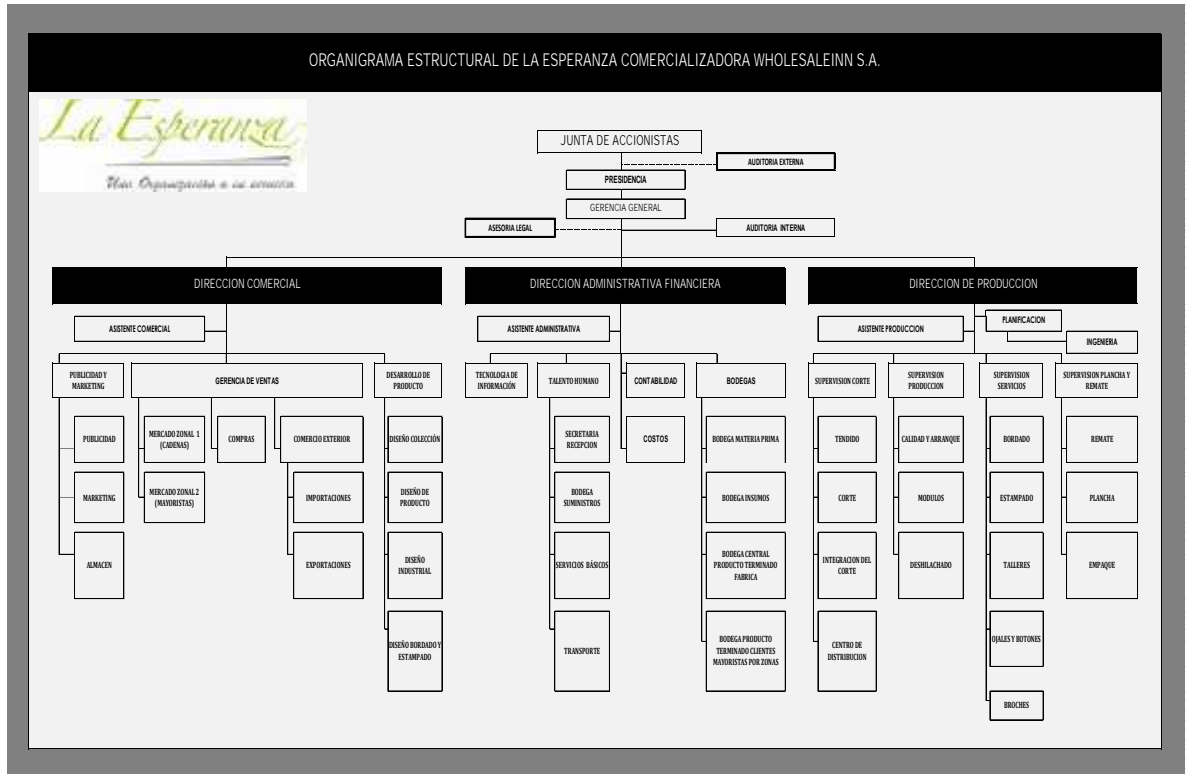 ORGANIGRAMA ESTRUCTURAL DE LA ESPERANZA COMERCIALIZADORA WHOLESALEINN S.A.
La Esperanza
Una Organización a su
JUNTA DE ACCIONISTAS
AUDITORIA EXTERNA
PRESIDENCIA
GERENCIA GENERAL
ASESORIA LEGAL
AUDITORIA INTERNA
DIRECCION COMERCIAL
DIRECCION ADMINISTRATIVA FINANCIERA
DIRECCION DE PRODUCCION
ASISTENTE COMERCIAL
ASISTENTE ADMINISTRATIVA
ASISTENTE PRODUCCION
PLANIFICACION
INGENIERIA
PUBLICIDAD Y
MARKETING
GERENCIA DE VENTAS
DESARROLLO DE
PRODUCTO
TECNOLOGIA DE
INFORMACIÓN
TALENTO HUMANO
CONTABILIDAD
BODEGAS
SUPERVISION CORTE
SUPERVISION
PRODUCCION
SUPERVISION
SERVICIOS
SUPERVISION PLANCHA Y
REMATE
PUBLICIDAD
MERCADO ZONAL 1
(CADENAS)
COMPRAS
COMERCIO EXTERIOR
DISEÑO COLECCIÓN
SECRETARIA
RECEPCION
COSTOS
BODEGA MATERIA PRIMA
TENDIDO
CALIDAD Y ARRANQUE
BORDADO
REMATE
MARKETING
MERCADO ZONAL 2
(MAYORISTAS)
IMPORTACIONES
DISEÑO DE
PRODUCTO
BODEGA
SUMINISTROS
BODEGA INSUMOS
CORTE
MODULOS
ESTAMPADO
PLANCHA
ALMACEN
EXPORTACIONES
DISEÑO
INDUSTRIAL
SERVICIOS BÁSICOS
BODEGA CENTRAL
PRODUCTO TERMINADO
FABRICA
INTEGRACION DEL
CORTE
DESHILACHADO
TALLERES
EMPAQUE
DISEÑO BORDADO Y
ESTAMPADO
TRANSPORTE
BODEGA PRODUCTO
TERMINADO CLIENTES
MAYORISTAS POR ZONAS
CENTRO DE
DISTRIBUCION
OJALES Y BOTONES
BROCHES